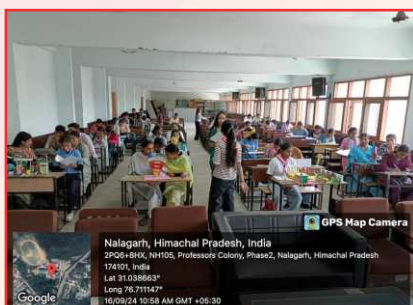 GPS Map Camera
Nalagarh, Himachal Pradesh, India
2PQ6+8HX, NH105, Professors Colony, Phase2, Nalagarh, Himachal Pradesh
174101, India
Lat 31.038663°
Long 76.711147°
16/09/24 10:58 AM GMT +05:30
Google